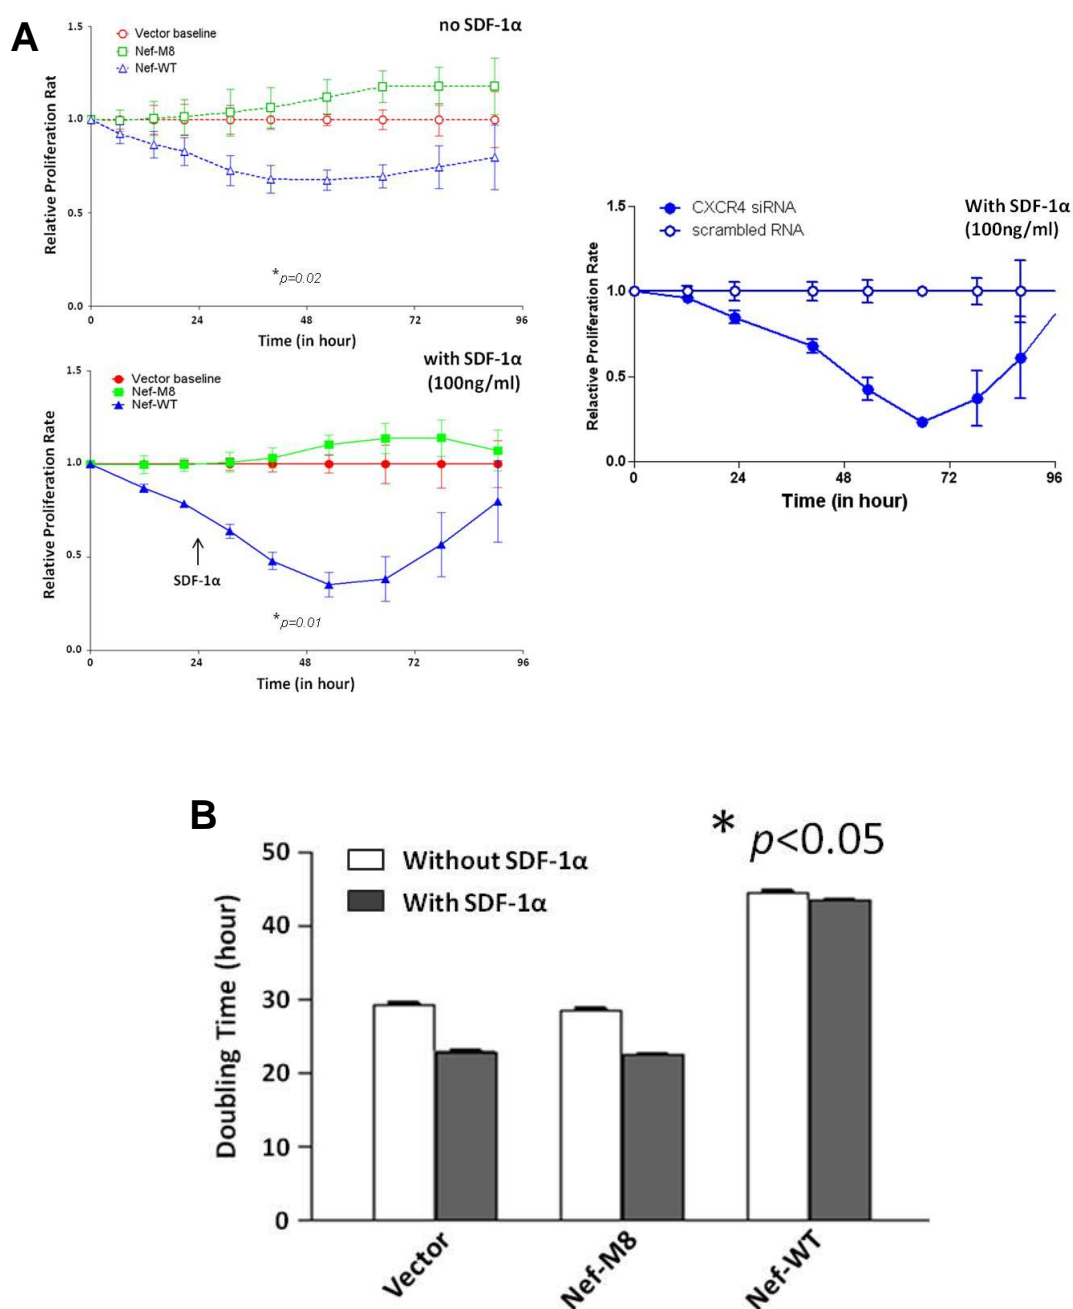 A
no SDF-1α
Vector baseline
Nef-M8
Nef-WT
Relative Proliferation Rat
1.5
1.0
0.5
0.0
*p=0.02
0 24 48 72 96
Time (in hour)
with SDF-1α
(100ng/ml)
Vector baseline
Nef-M8
Nef-WT
Relative Proliferation Rate
1.5
1.0
0.5
0.0
SDF-1α
*p=0.01
0 24 48 72 96
Time (in hour)
With SDF-1α
(100ng/ml)
CXCR4 siRNA
scrambled RNA
Relactive Proliferation Rate
1.5
1.0
0.5
0.0
0 24 48 72 96
Time (in hour)
B
* p<0.05
Without SDF-1α
With SDF-1α
Doubling Time (hour)
50
40
30
20
10
0
Vector Nef-M8 Nef-WT